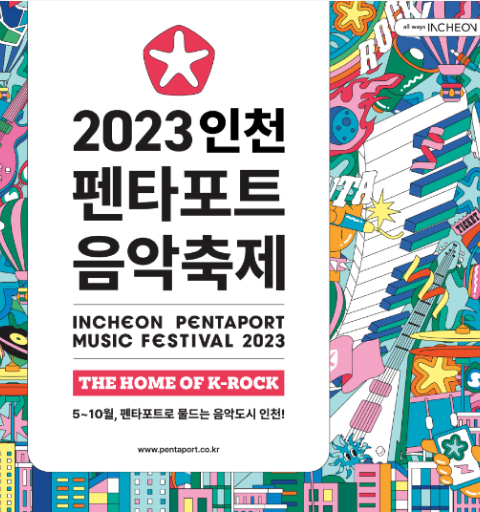 ROCK!
all ways INCHEON
2023 인천
펜타포트
음악축제
INCHEON PENTAPORT
MUSIC FESTIVAL 2023
THE HOME OF K-ROCK
5~10월, 펜타포트로 물드는 음악도시 인천!
www.pentaport.co.kr
TICKET